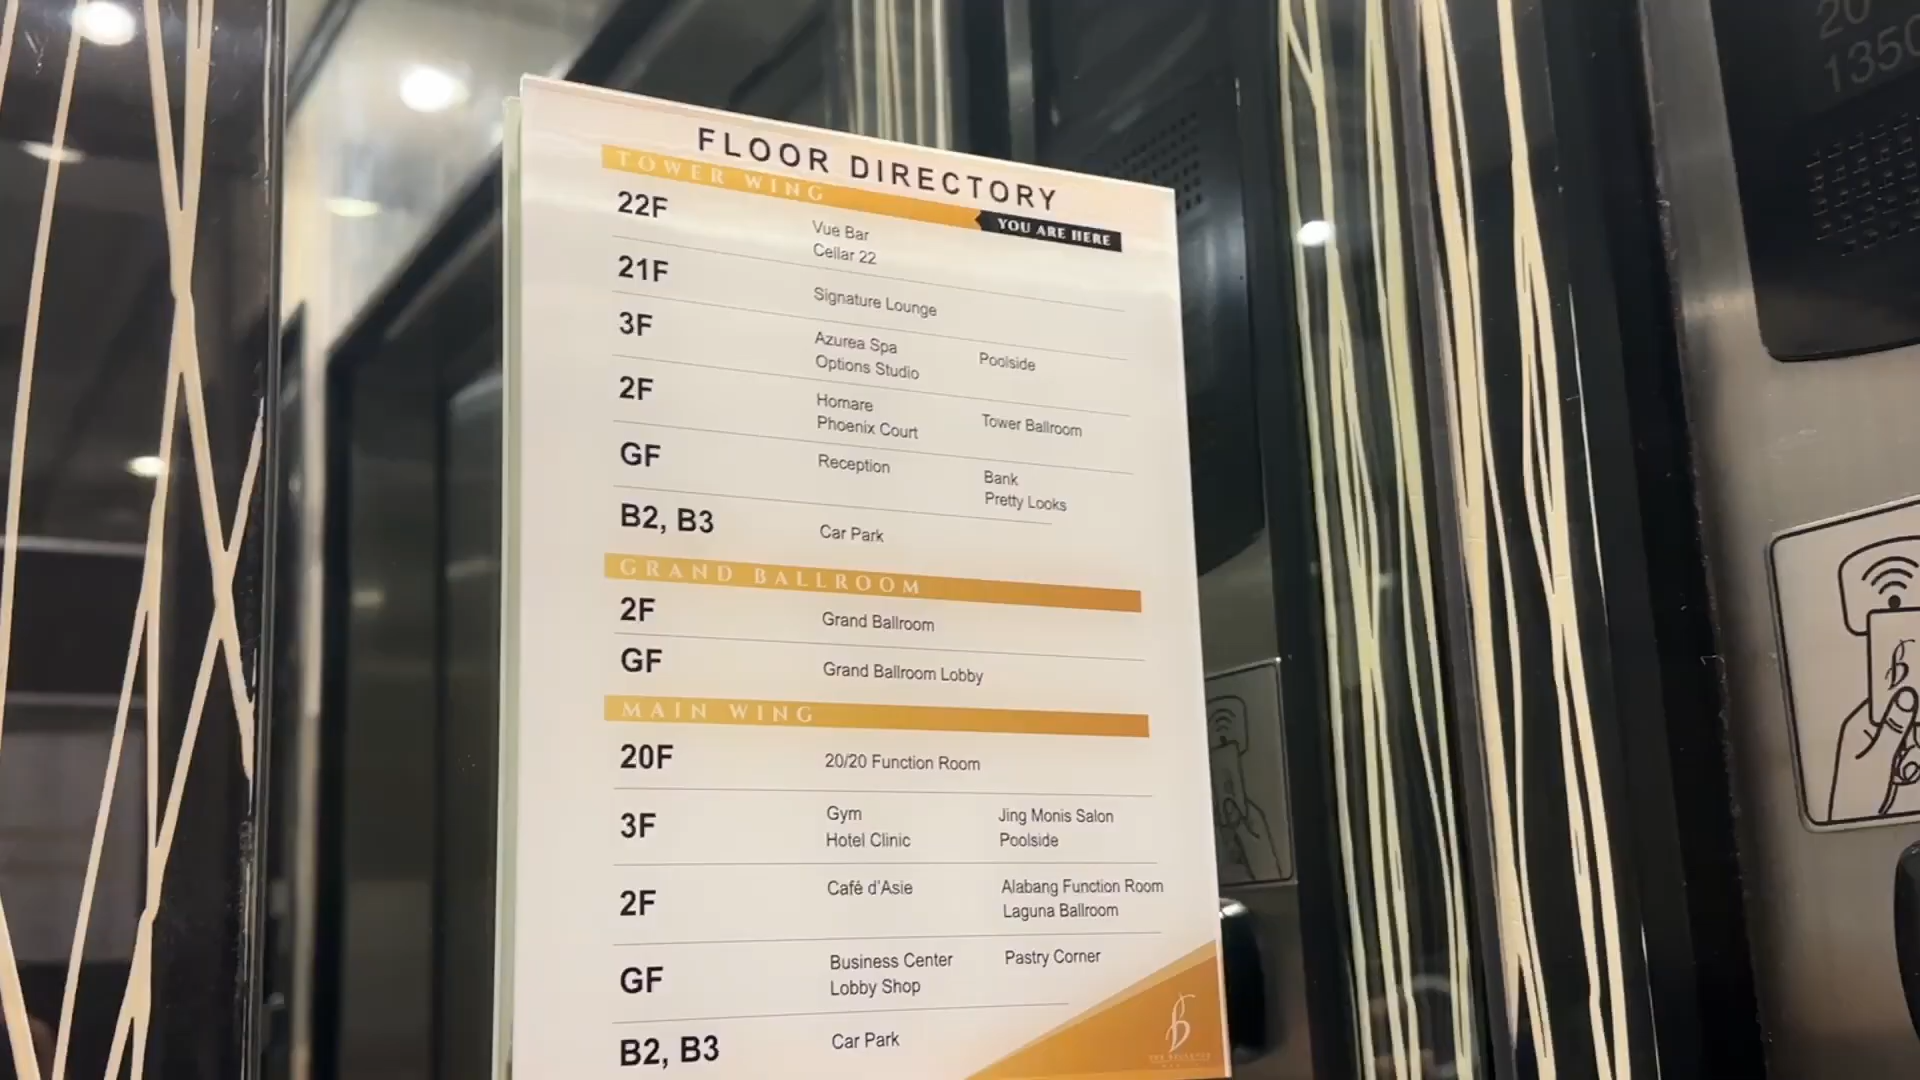 FLOOR DIRECTORY
TOWER WING
YOU ARE HERE
22F
Vue Bar
Cellar 22
21F
Signature Lounge
3F
Azurea Spa
Options Studio
Poolside
2F
Homare
Phoenix Court
Tower Ballroom
GF
Reception
Bank
Pretty Looks
B2, B3
Car Park
GRAND BALLROOM
2F
Grand Ballroom
GF
Grand Ballroom Lobby
MAIN WING
20F
20/20 Function Room
3F
Gym
Hotel Clinic
Jing Monis Salon
Poolside
2F
Café d'Asie
Alabang Function Room
Laguna Ballroom
GF
Business Center
Lobby Shop
Pastry Corner
B2, B3
Car Park
20
1350